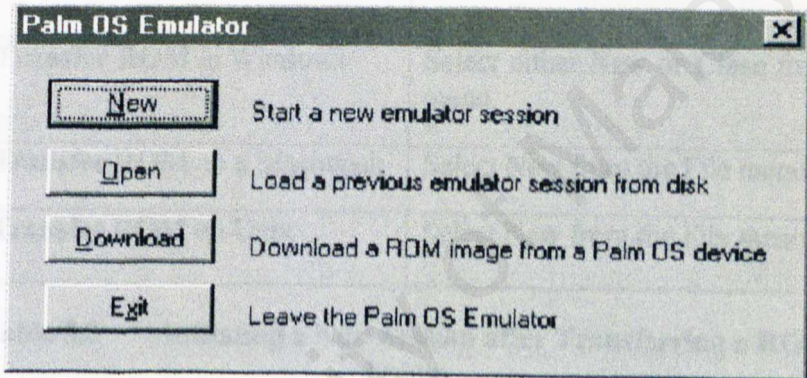 Palm OS Emulator
New Start a new emulator session
Open Load a previous emulator session from disk
Download Download a ROM image from a Palm OS device
Exit Leave the Palm OS Emulator